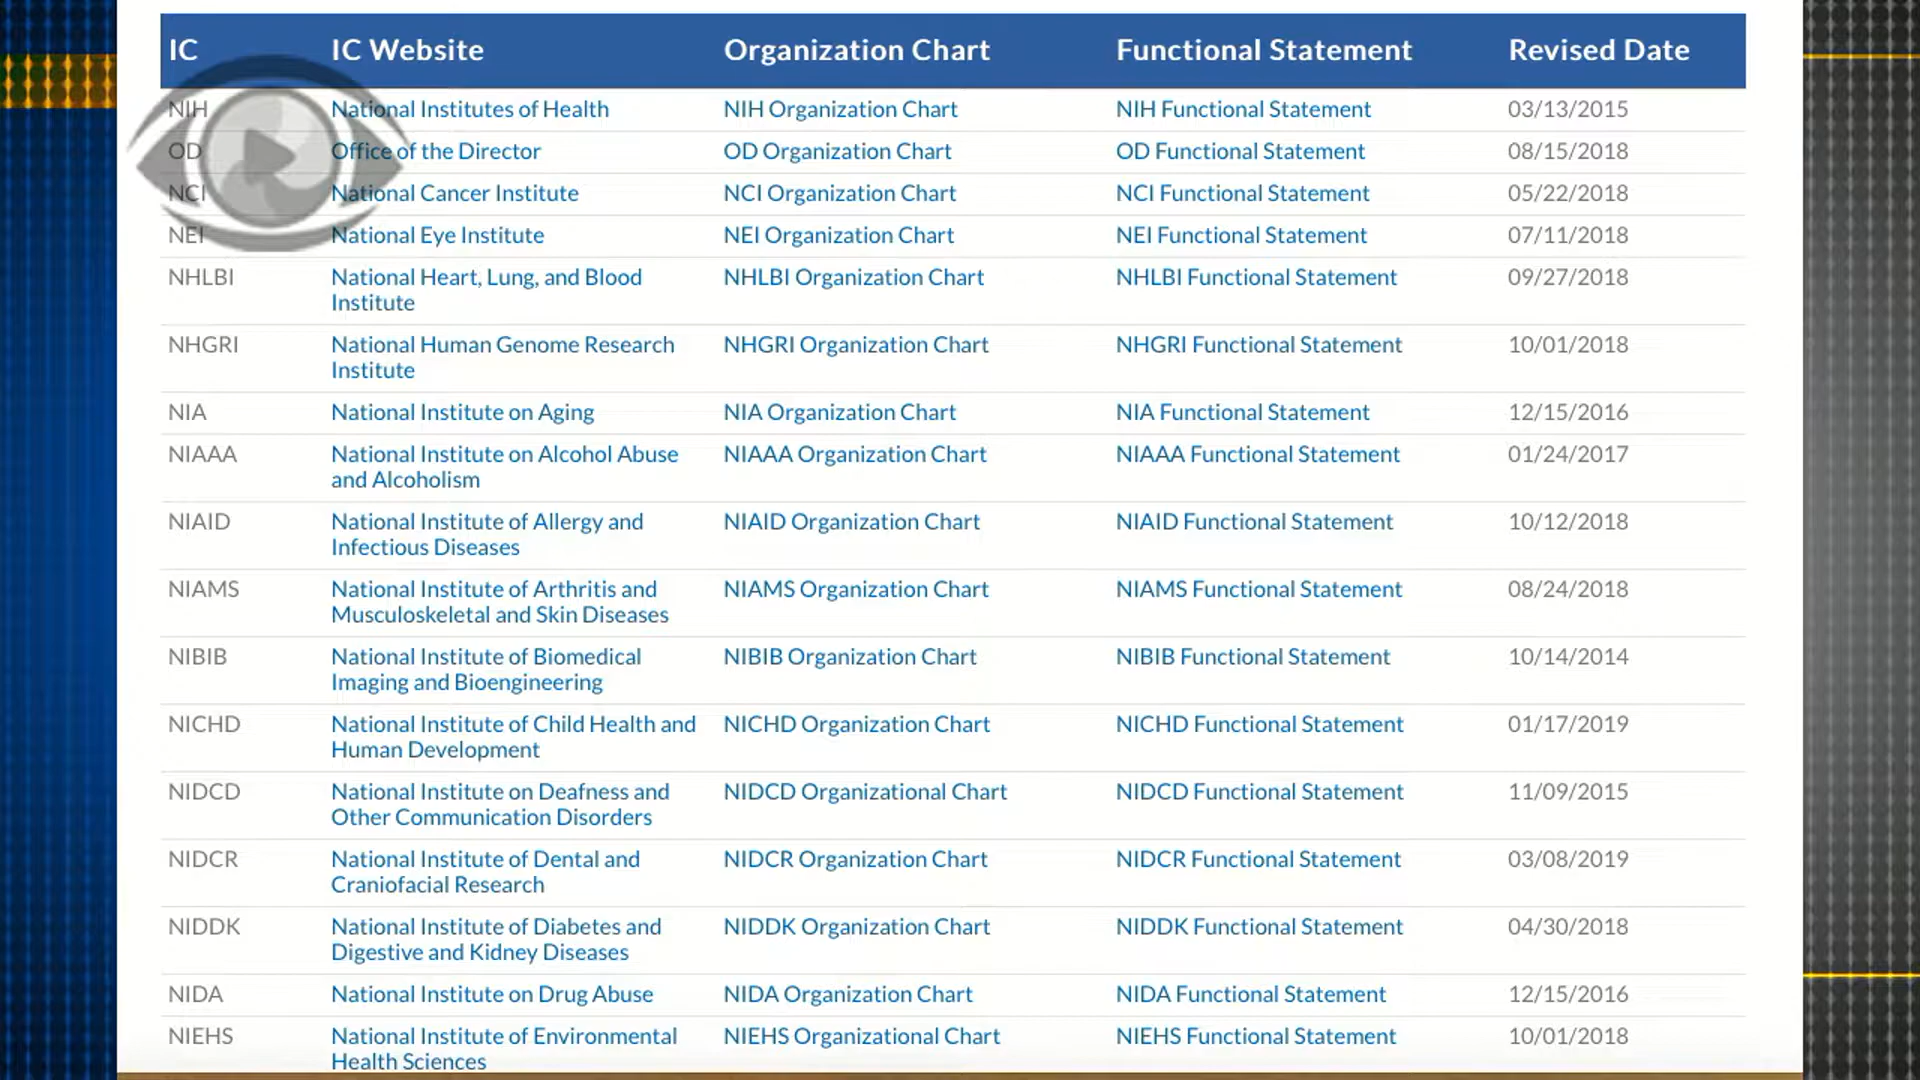 IC IC Website Organization Chart Functional Statement Revised Date
NIH National Institutes of Health NIH Organization Chart NIH Functional Statement 03/13/2015
OD Office of the Director OD Organization Chart OD Functional Statement 08/15/2018
NCI National Cancer Institute NCI Organization Chart NCI Functional Statement 05/22/2018
NEI National Eye Institute NEI Organization Chart NEI Functional Statement 07/11/2018
NHLBI National Heart, Lung, and Blood NHLBI Organization Chart NHLBI Functional Statement 09/27/2018
Institute
NHGRI National Human Genome Research NHGRI Organization Chart NHGRI Functional Statement 10/01/2018
Institute
NIA National Institute on Aging NIA Organization Chart NIA Functional Statement 12/15/2016
NIAAA National Institute on Alcohol Abuse NIAAA Organization Chart NIAAA Functional Statement 01/24/2017
and Alcoholism
NIAID National Institute of Allergy and NIAID Organization Chart NIAID Functional Statement 10/12/2018
Infectious Diseases
NIAMS National Institute of Arthritis and NIAMS Organization Chart NIAMS Functional Statement 08/24/2018
Musculoskeletal and Skin Diseases
NIBIB National Institute of Biomedical NIBIB Organization Chart NIBIB Functional Statement 10/14/2014
Imaging and Bioengineering
NICHD National Institute of Child Health and NICHD Organization Chart NICHD Functional Statement 01/17/2019
Human Development
NIDCD National Institute on Deafness and NIDCD Organizational Chart NIDCD Functional Statement 11/09/2015
Other Communication Disorders
NIDCR National Institute of Dental and NIDCR Organization Chart NIDCR Functional Statement 03/08/2019
Craniofacial Research
NIDDK National Institute of Diabetes and NIDDK Organization Chart NIDDK Functional Statement 04/30/2018
Digestive and Kidney Diseases
NIDA National Institute on Drug Abuse NIDA Organization Chart NIDA Functional Statement 12/15/2016
NIEHS National Institute of Environmental NIEHS Organizational Chart NIEHS Functional Statement 10/01/2018
Health Sciences